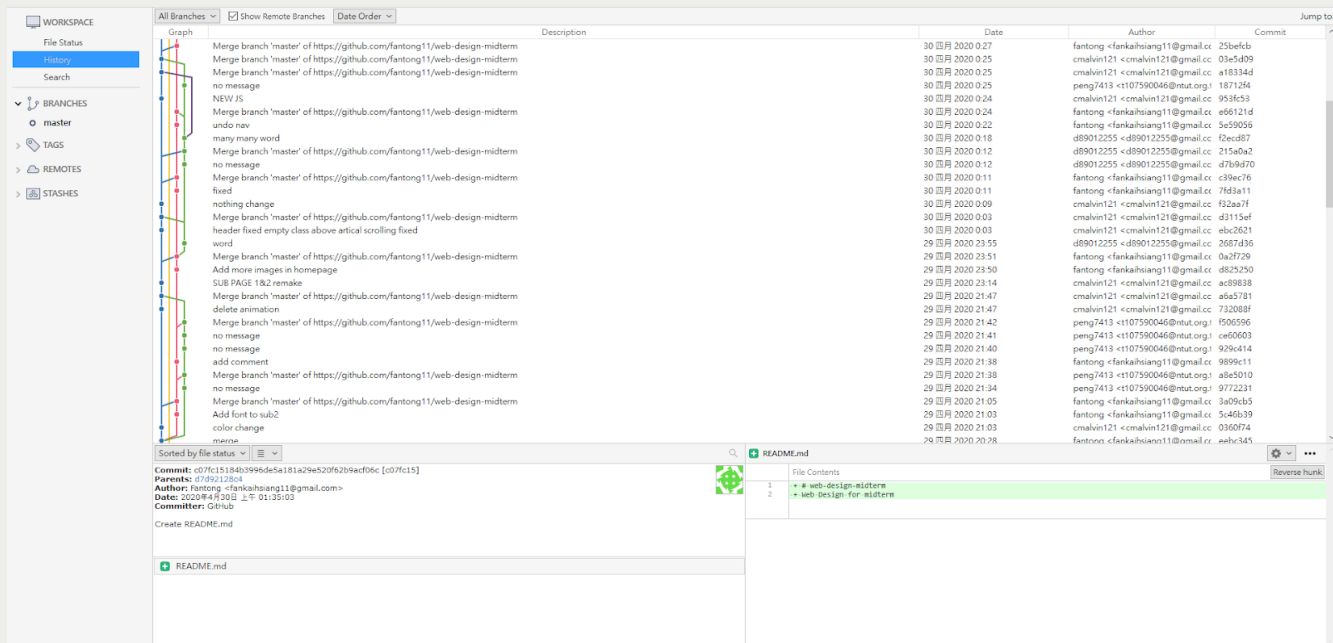 WORKSPACE
File Status
History
Search
BRANCHES
master
TAGS
REMOTES
STASHES
All Branches Show Remote Branches Date Order Jump to:
Graph Description Date Author Commit
Merge branch 'master' of https://github.com/fantong11/web-design-midterm 30 四月 2020 0:27 fantong <fankaihsiang11@gmail.cc 25befcb
Merge branch 'master' of https://github.com/fantong11/web-design-midterm 30 四月 2020 0:25 cmalvin121 <cmalvin121@gmail.cc 03e5d09
Merge branch 'master' of https://github.com/fantong11/web-design-midterm 30 四月 2020 0:25 cmalvin121 <cmalvin121@gmail.cc a18334d
no message 30 四月 2020 0:25 peng7413 <t107590046@ntut.org.t 18712f4
NEW JS 30 四月 2020 0:24 cmalvin121 <cmalvin121@gmail.cc 953fc53
Merge branch 'master' of https://github.com/fantong11/web-design-midterm 30 四月 2020 0:24 fantong <fankaihsiang11@gmail.cc e66121d
undo nav 30 四月 2020 0:22 fantong <fankaihsiang11@gmail.cc 5e59056
many many word 30 四月 2020 0:18 d89012255 <d89012255@gmail.cc f2ecd87
Merge branch 'master' of https://github.com/fantong11/web-design-midterm 30 四月 2020 0:12 d89012255 <d89012255@gmail.cc 215a0a2
no message 30 四月 2020 0:12 d89012255 <d89012255@gmail.cc d7b9d70
Merge branch 'master' of https://github.com/fantong11/web-design-midterm 30 四月 2020 0:11 fantong <fankaihsiang11@gmail.cc c39ec76
fixed 30 四月 2020 0:11 fantong <fankaihsiang11@gmail.cc 7fd3a11
nothing change 30 四月 2020 0:09 cmalvin121 <cmalvin121@gmail.cc f32aa7f
Merge branch 'master' of https://github.com/fantong11/web-design-midterm 30 四月 2020 0:03 cmalvin121 <cmalvin121@gmail.cc d3115ef
header fixed empty class above artical scrolling fixed 30 四月 2020 0:03 cmalvin121 <cmalvin121@gmail.cc ebc2621
word 29 四月 2020 23:55 d89012255 <d89012255@gmail.cc 2687d36
Merge branch 'master' of https://github.com/fantong11/web-design-midterm 29 四月 2020 23:51 fantong <fankaihsiang11@gmail.cc 0a2f729
Add more images in homepage 29 四月 2020 23:50 fantong <fankaihsiang11@gmail.cc d825250
SUB PAGE 1&2 remake 29 四月 2020 23:14 cmalvin121 <cmalvin121@gmail.cc ac89838
Merge branch 'master' of https://github.com/fantong11/web-design-midterm 29 四月 2020 21:47 cmalvin121 <cmalvin121@gmail.cc a6a5781
delete animation 29 四月 2020 21:47 cmalvin121 <cmalvin121@gmail.cc 732088f
Merge branch 'master' of https://github.com/fantong11/web-design-midterm 29 四月 2020 21:42 peng7413 <t107590046@ntut.org.t f506596
no message 29 四月 2020 21:41 peng7413 <t107590046@ntut.org.t ce60603
no message 29 四月 2020 21:40 peng7413 <t107590046@ntut.org.t 929c414
add comment 29 四月 2020 21:38 fantong <fankaihsiang11@gmail.cc 9899c11
Merge branch 'master' of https://github.com/fantong11/web-design-midterm 29 四月 2020 21:38 peng7413 <t107590046@ntut.org.t a8e5010
no message 29 四月 2020 21:34 peng7413 <t107590046@ntut.org.t 9772231
Merge branch 'master' of https://github.com/fantong11/web-design-midterm 29 四月 2020 21:05 fantong <fankaihsiang11@gmail.cc 3a09cb5
Add font to sub2 29 四月 2020 21:03 fantong <fankaihsiang11@gmail.cc 5c46b39
color change 29 四月 2020 21:03 cmalvin121 <cmalvin121@gmail.cc 0360f74
merge 29 四月 2020 20:28 fantong <fankaihsiang11@gmail.cc eebc345
Sorted by file status
Commit: c07fc15184b3996de5a181a29e520f62b9acf06c [c07fc15]
Parents: d7d92128c4
Author: Fantong <fankaihsiang11@gmail.com>
Date: 2020年4月30日 上午 01:35:03
Committer: GitHub
Create README.md
README.md
README.md
File Contents Reverse hunk
1 + # web-design-midterm
2 + Web Design for midterm